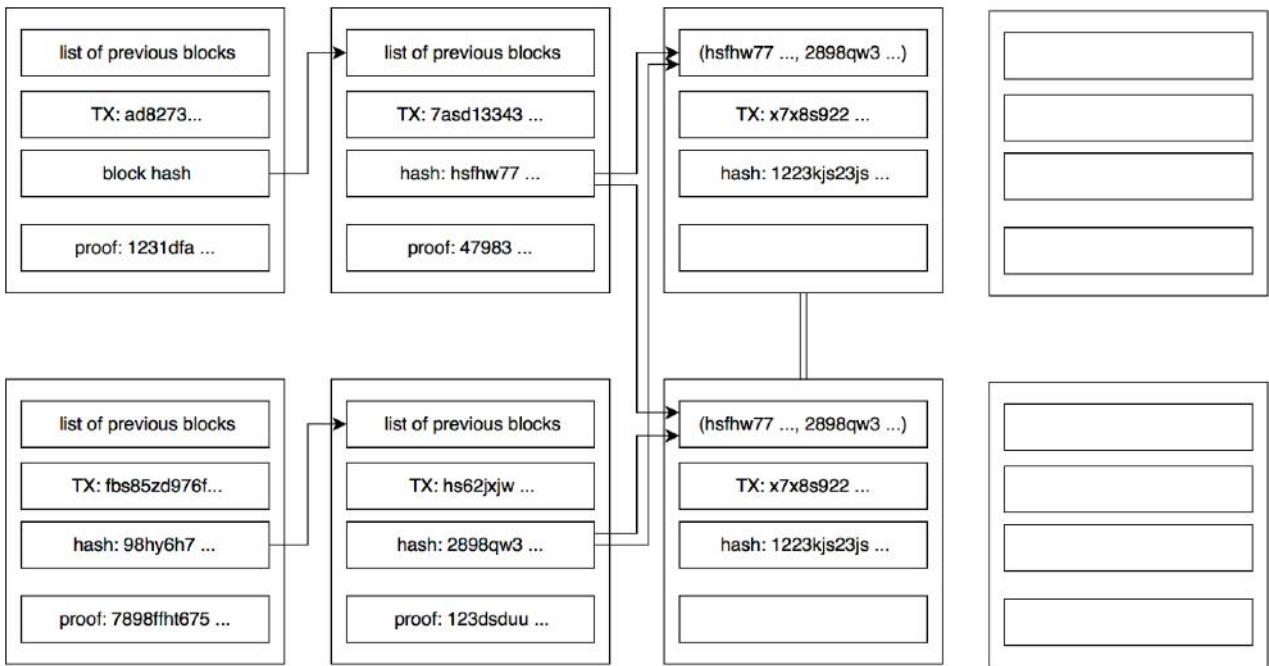 list of previous blocks
TX: ad8273...
block hash
proof: 1231dfa ...
list of previous blocks
TX: 7asd13343 ...
hash: hsfhw77 ...
proof: 47983 ...
(hsfhw77 ..., 2898qw3 ...)
TX: x7x8s922 ...
hash: 1223kjs23js ...
list of previous blocks
TX: fbs85zd976f...
hash: 98hy6h7 ...
proof: 7898ffht675 ...
list of previous blocks
TX: hs62jxjw ...
hash: 2898qw3 ...
proof: 123dsduu ...
(hsfhw77 ..., 2898qw3 ...)
TX: x7x8s922 ...
hash: 1223kjs23js ...